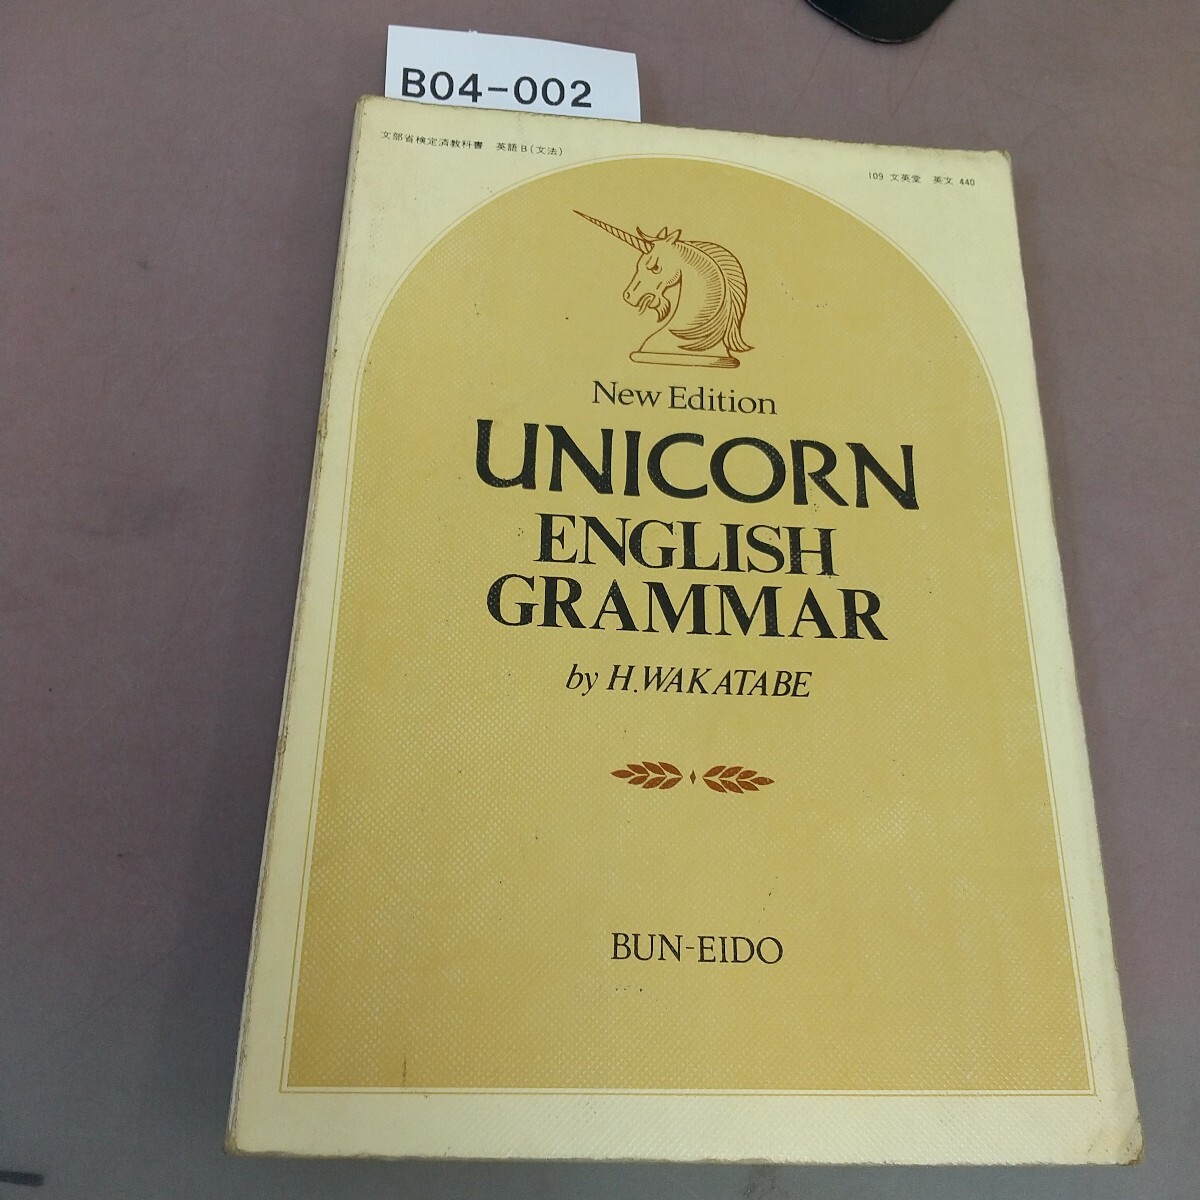 B04-002
文部省検定済教科書 英語B(文法)
109 文英堂 英文 440
New Edition
UNICORN
ENGLISH
GRAMMAR
by H.WAKATABE
BUN-EIDO